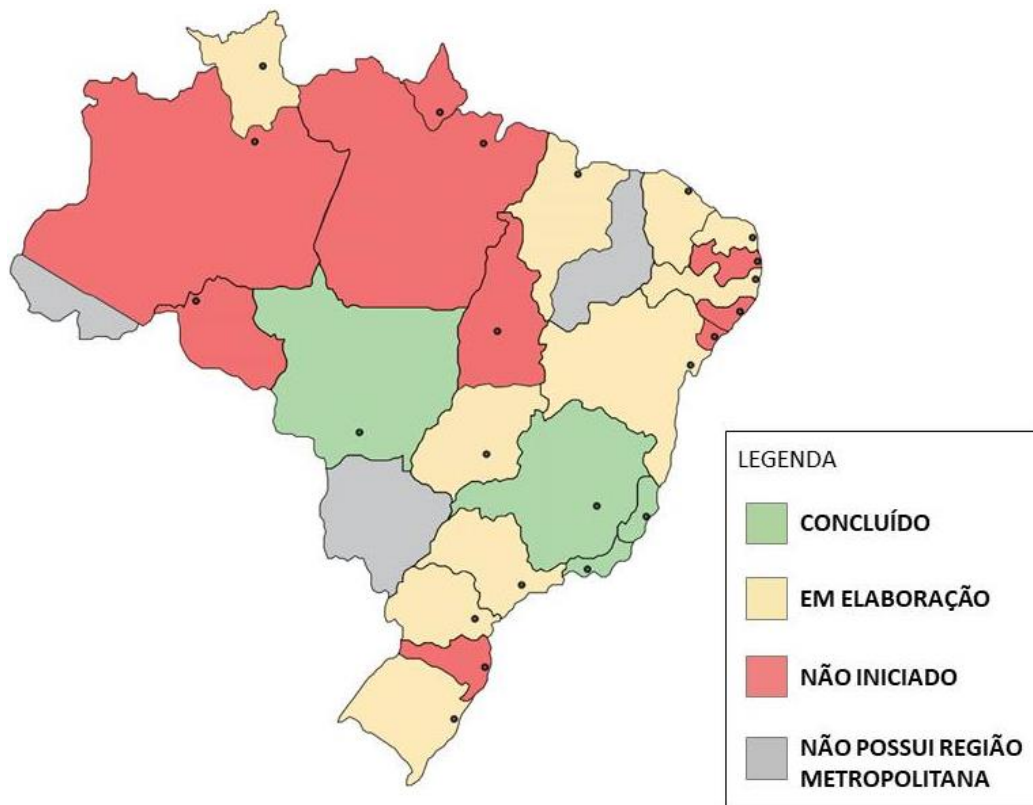 LEGENDA
CONCLUÍDO
EM ELABORAÇÃO
NÃO INICIADO
NÃO POSSUI REGIÃO
METROPOLITANA